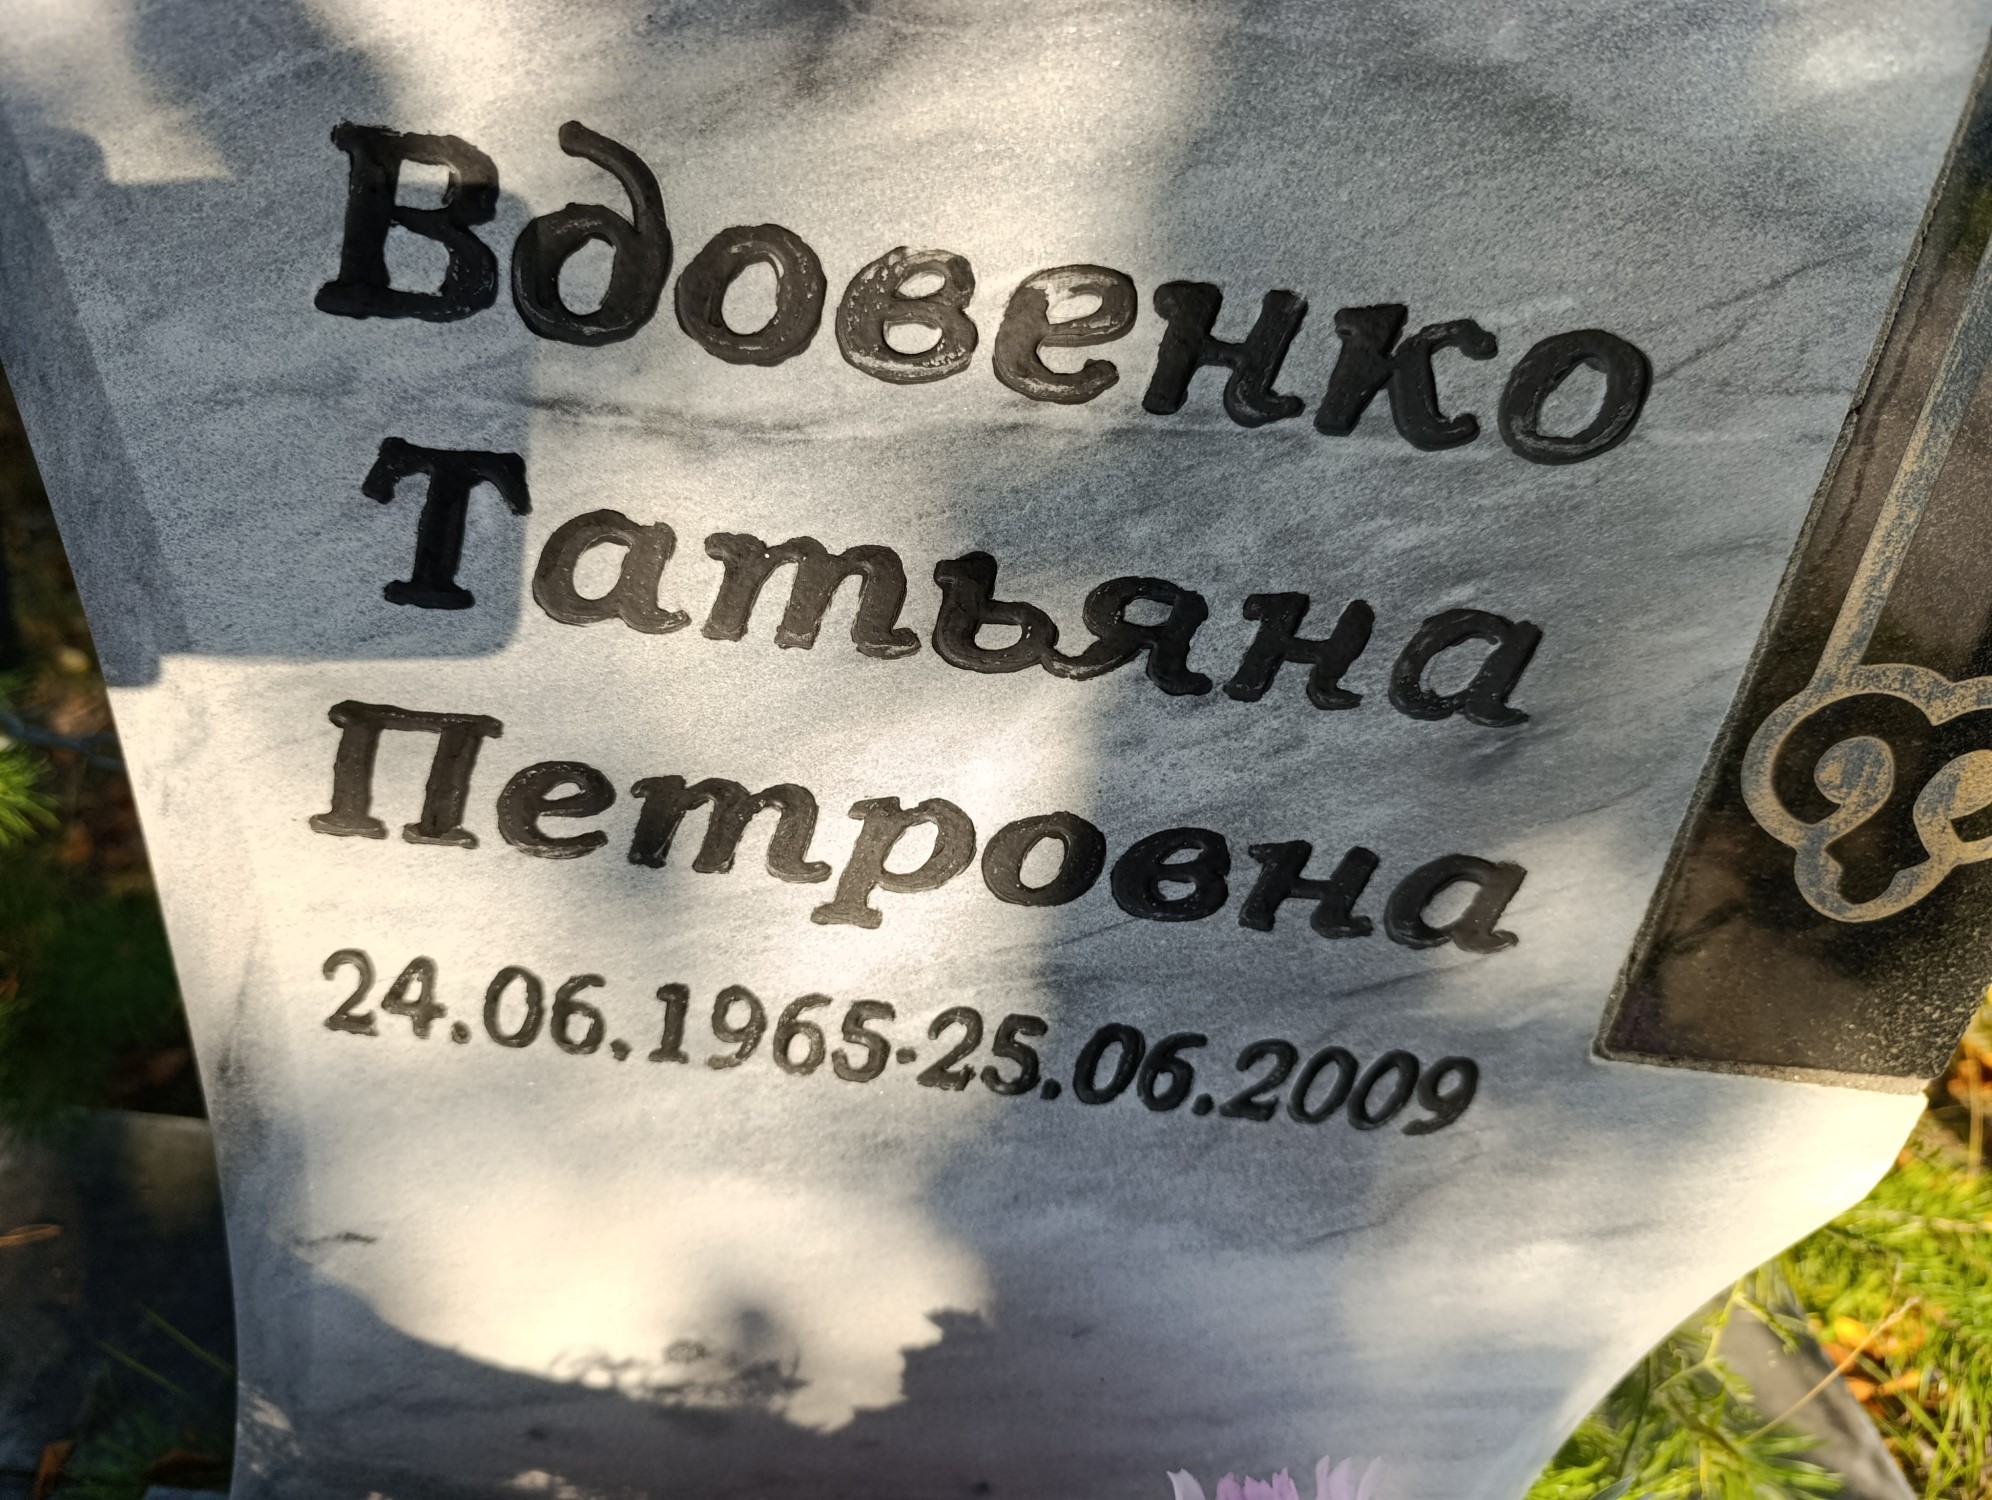 Вдовенко
Татьяна
Петровна
24.06.1965-25.06.2009